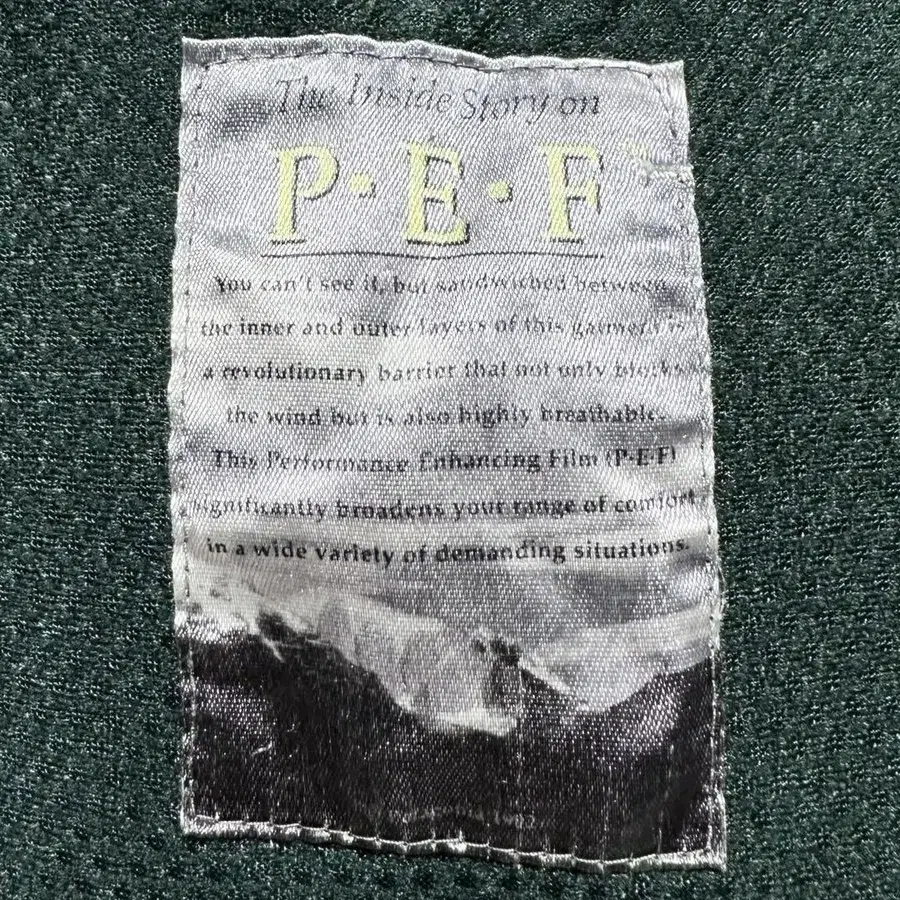 The Inside Story on
P·E·F
You can't see it, but sandwiched between
the inner and outer layers of this garment is
a revolutionary barrier that not only blocks
the wind but is also highly breathable.
This Performance Enhancing Film (P·E·F)
significantly broadens your range of comfort
in a wide variety of demanding situations.